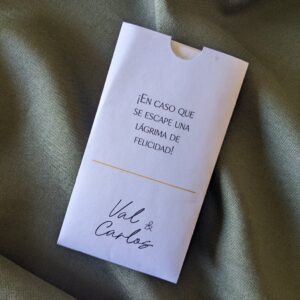 ¡EN CASO QUE
SE ESCAPE UNA
LÁGRIMA DE
FELICIDAD!
Val &
Carlos